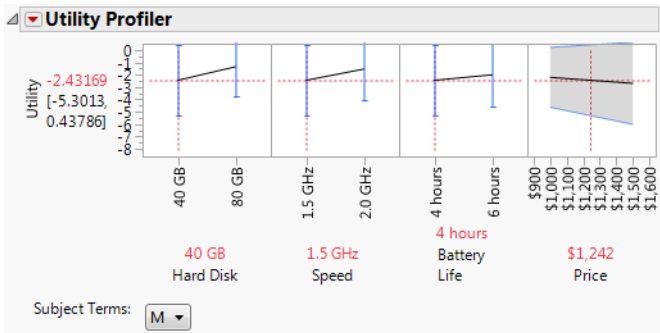 Utility Profiler
0
-1
-2
-3
-4
-5
-6
-7
-8
Utility
-2.43169
[-5.3013,
0.43786]
40 GB
80 GB
1.5 GHz
2.0 GHz
4 hours
6 hours
$900
$1,000
$1,100
$1,200
$1,300
$1,400
$1,500
$1,600
40 GB
Hard Disk
1.5 GHz
Speed
4 hours
Battery
Life
$1,242
Price
Subject Terms:
M